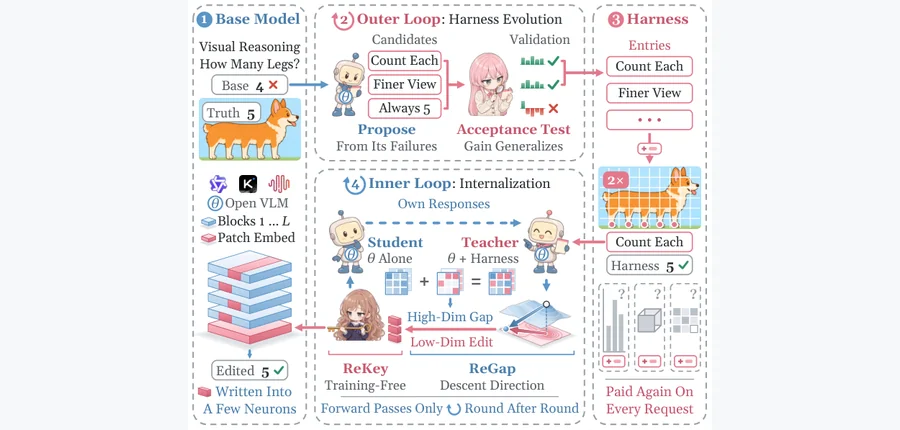 1 Base Model
Visual Reasoning
How Many Legs?
Base 4
Truth 5
θ Open VLM
Blocks 1 ... L
Patch Embed
Edited 5
Written Into
A Few Neurons
2 Outer Loop: Harness Evolution
Candidates
Validation
Count Each
Finer View
Always 5
θ
Propose
From Its Failures
Acceptance Test
Gain Generalizes
4 Inner Loop: Internalization
Own Responses
Student
θ Alone
Teacher
θ + Harness
θ
θ
+
=
High-Dim Gap
Low-Dim Edit
ReKey
Training-Free
ReGap
Descent Direction
Forward Passes Only
Round After Round
3 Harness
Entries
Count Each
Finer View
...
2×
Count Each
Harness 5
?
?
?
Paid Again On
Every Request